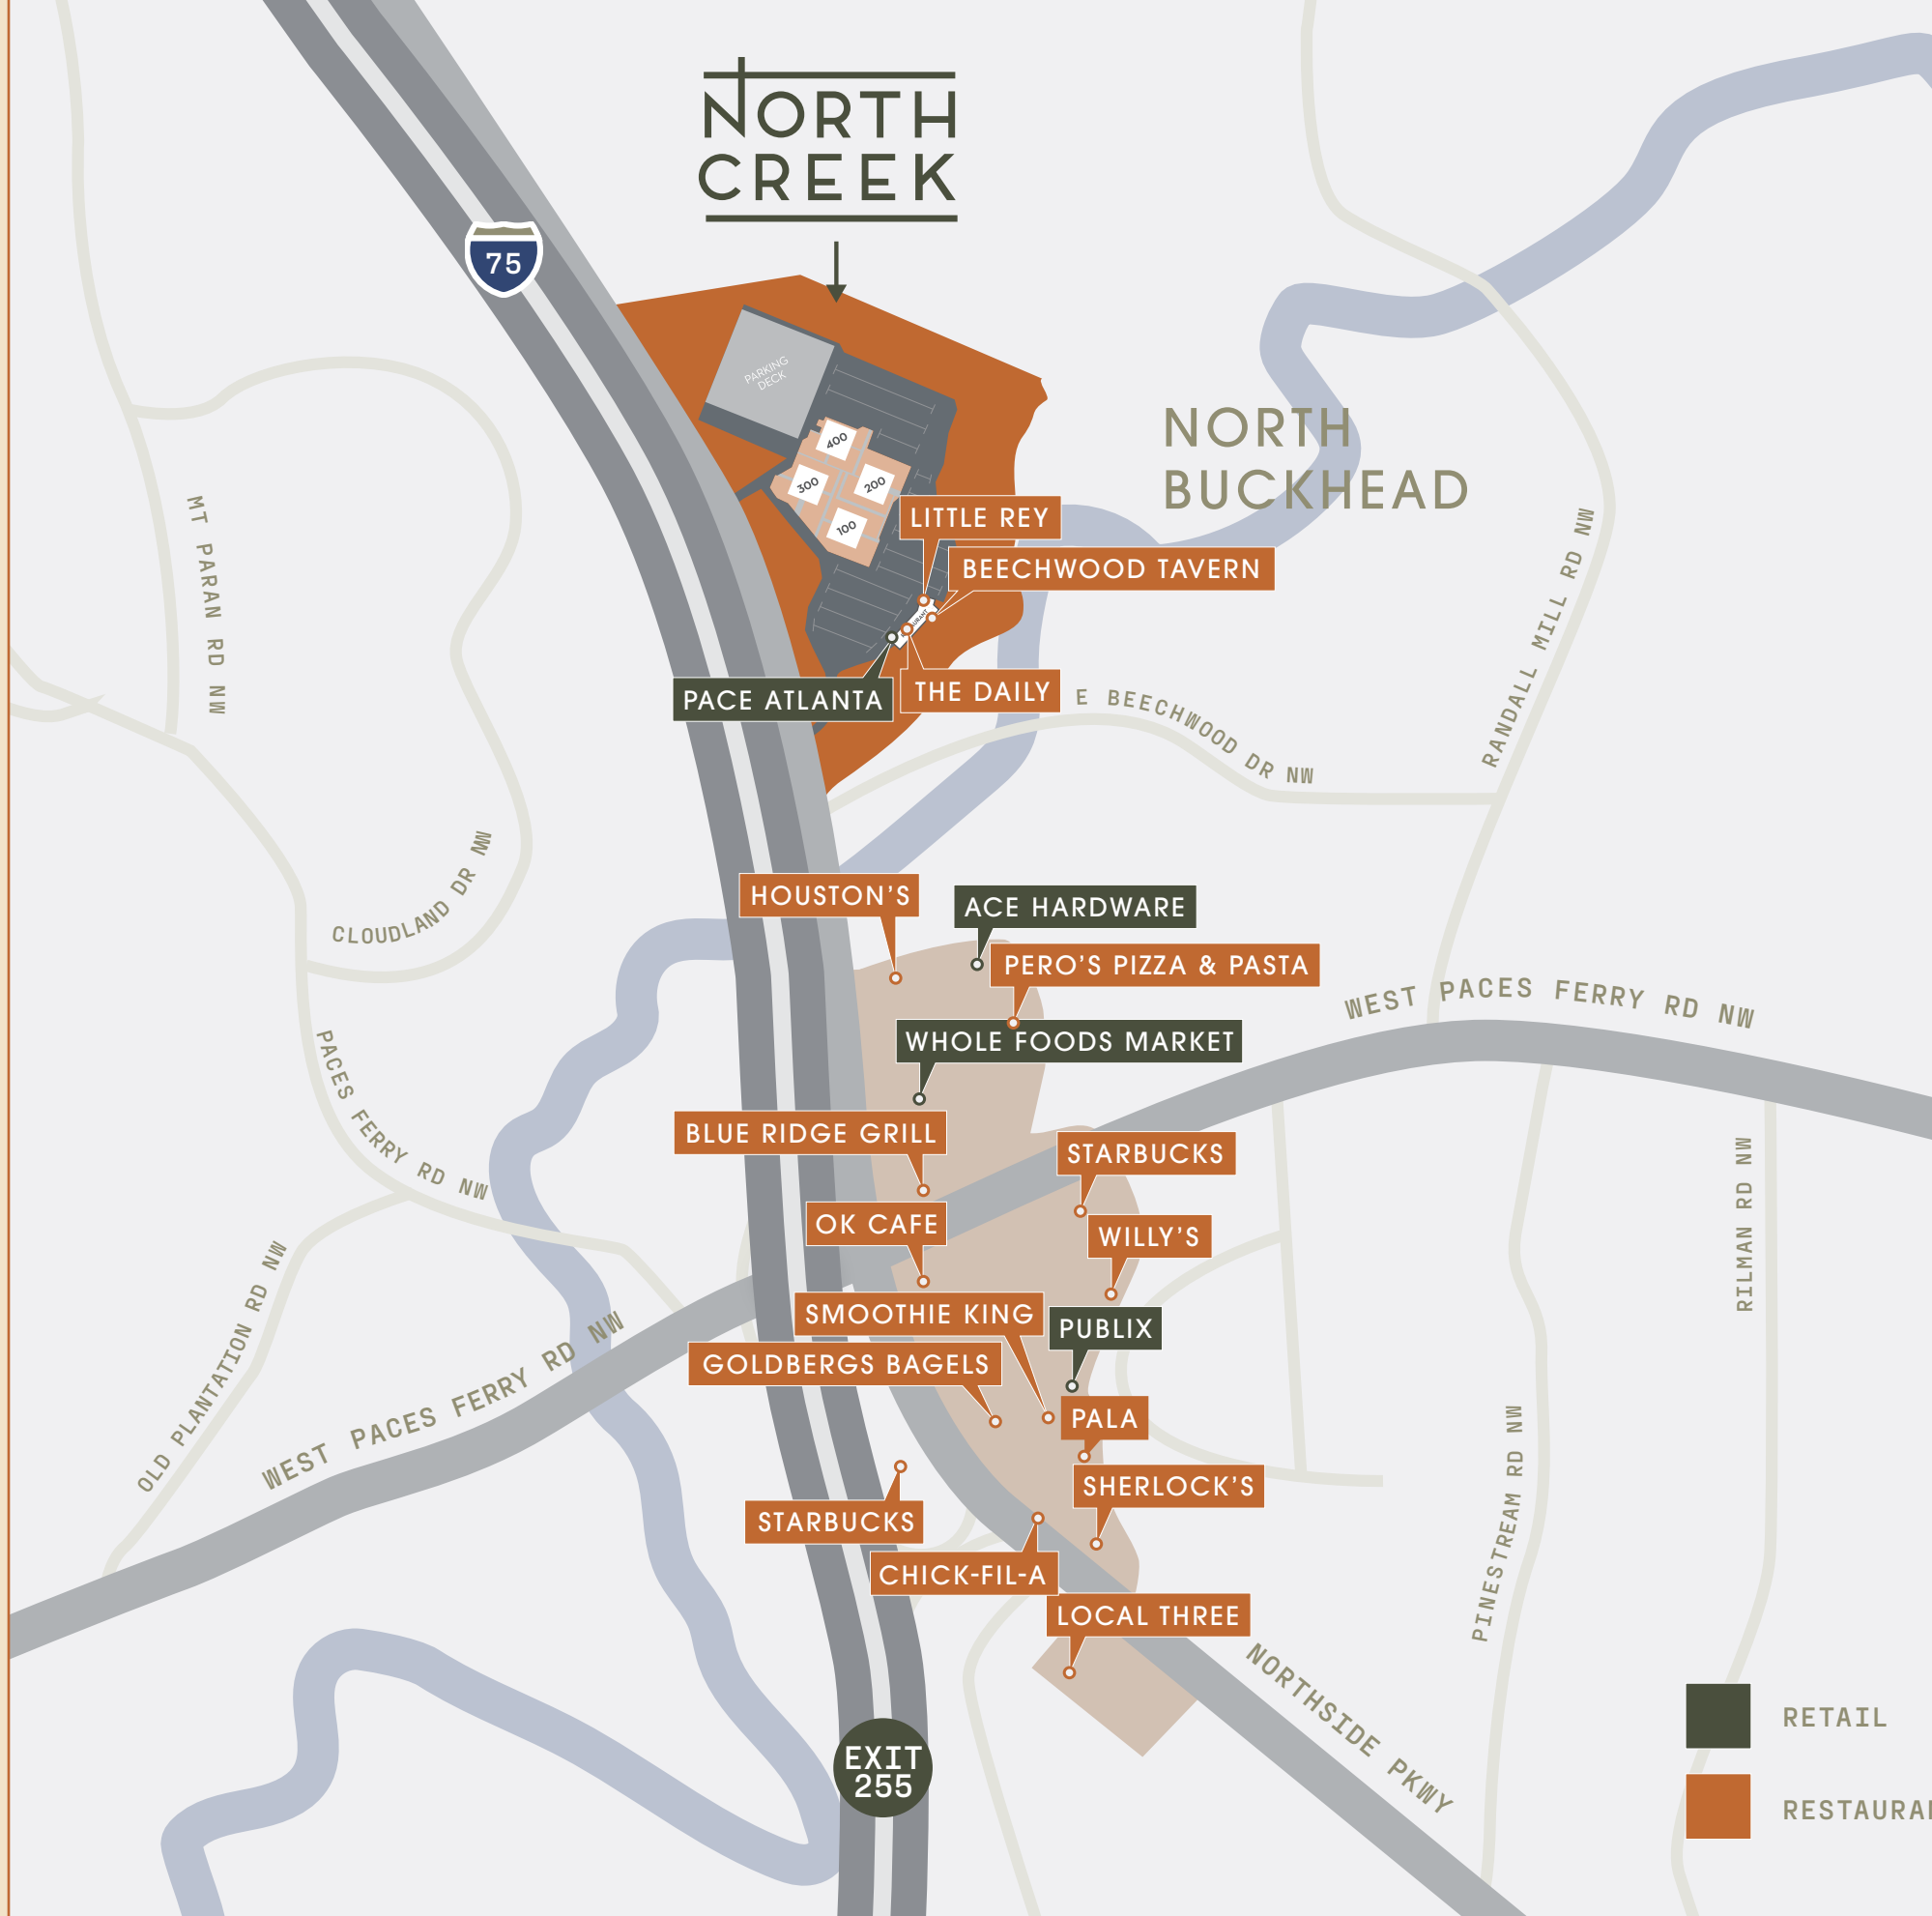 NORTH
CREEK
75
PARKING
DECK
400
300
200
100
NORTH
BUCKHEAD
LITTLE REY
BEECHWOOD TAVERN
PACE ATLANTA
THE DAILY
MT PARAN RD NW
E BEECHWOOD DR NW
RANDALL MILL RD NW
CLOUDLAND DR NW
HOUSTON'S
ACE HARDWARE
PERO'S PIZZA & PASTA
WEST PACES FERRY RD NW
WHOLE FOODS MARKET
PACES FERRY RD NW
BLUE RIDGE GRILL
STARBUCKS
OK CAFE
WILLY'S
RILMAN RD NW
OLD PLANTATION RD NW
SMOOTHIE KING
PUBLIX
WEST PACES FERRY RD NW
GOLDBERGS BAGELS
PALA
SHERLOCK'S
PINESTREAM RD NW
STARBUCKS
CHICK-FIL-A
LOCAL THREE
NORTHSIDE PKWY
EXIT
255
RETAIL